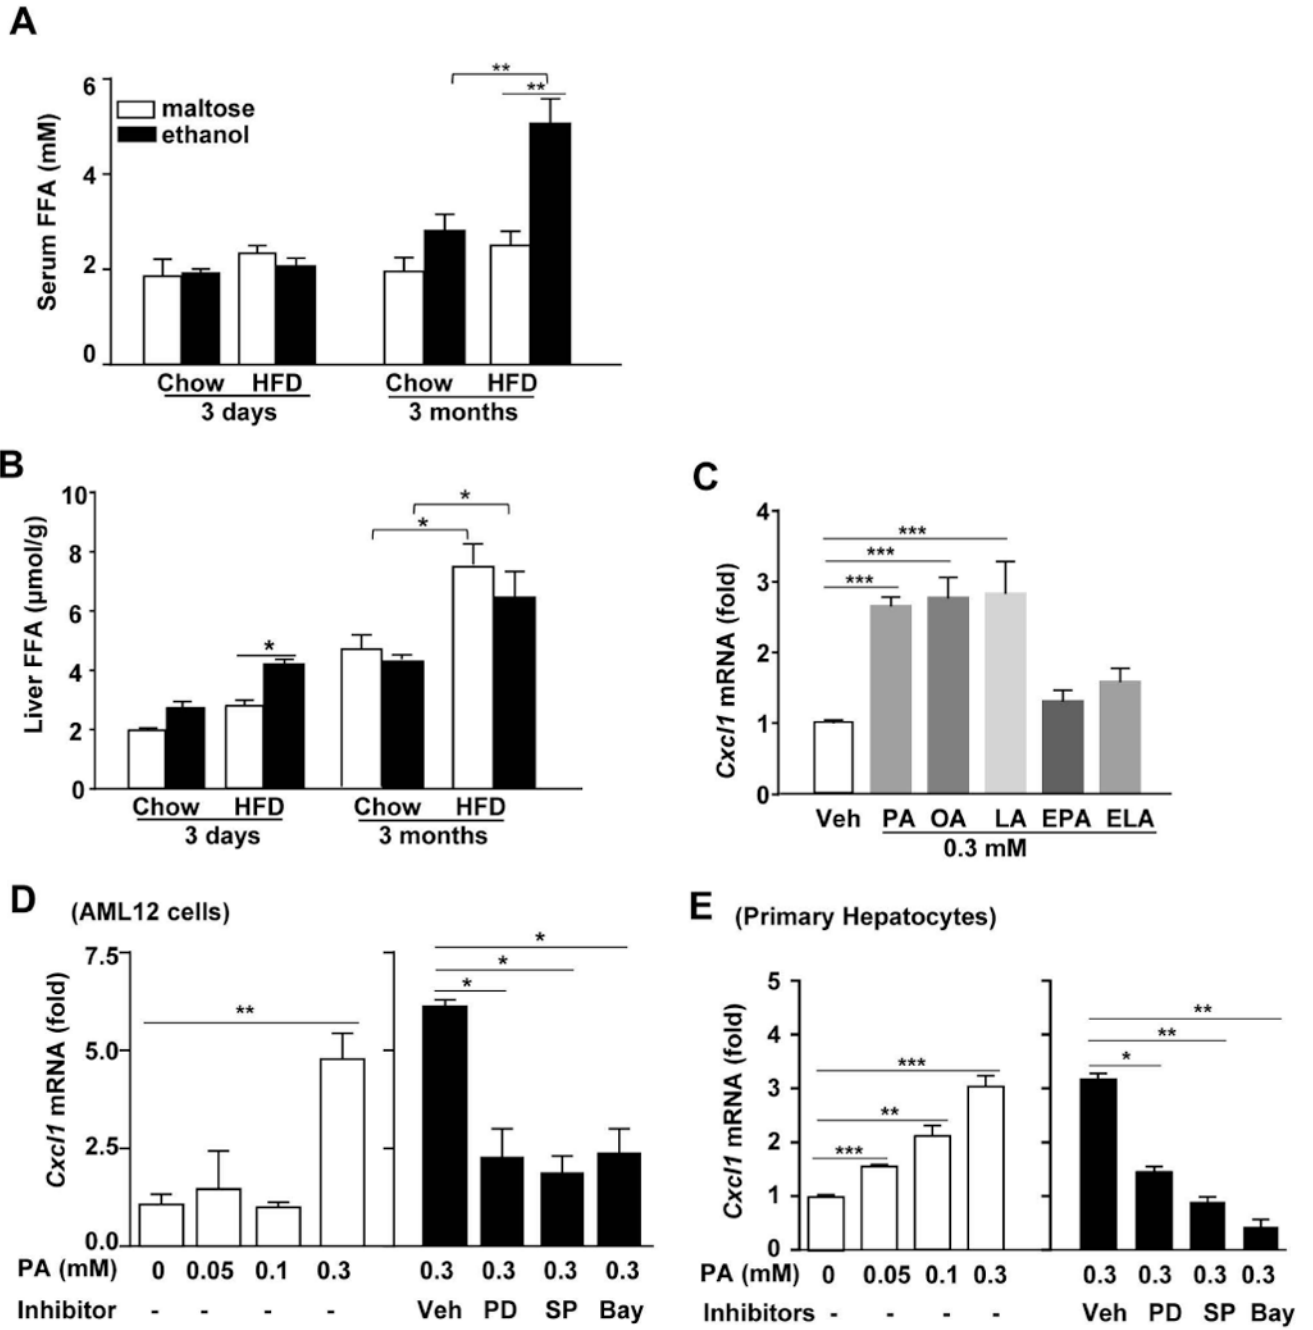 A
6
4
2
0
Serum FFA (mM)
maltose
ethanol
**
**
Chow HFD Chow HFD
3 days 3 months
B
10
8
6
4
2
0
Liver FFA (µmol/g)
*
*
*
Chow HFD Chow HFD
3 days 3 months
C
4
3
2
1
0
Cxcl1 mRNA (fold)
***
***
***
Veh PA OA LA EPA ELA
0.3 mM
D (AML12 cells)
7.5
5.0
2.5
0.0
Cxcl1 mRNA (fold)
**
*
*
*
PA (mM) 0 0.05 0.1 0.3 0.3 0.3 0.3 0.3
Inhibitor - - - - Veh PD SP Bay
E (Primary Hepatocytes)
5
4
3
2
1
0
Cxcl1 mRNA (fold)
***
**
***
**
**
*
PA (mM) 0 0.05 0.1 0.3 0.3 0.3 0.3 0.3
Inhibitors - - - - Veh PD SP Bay